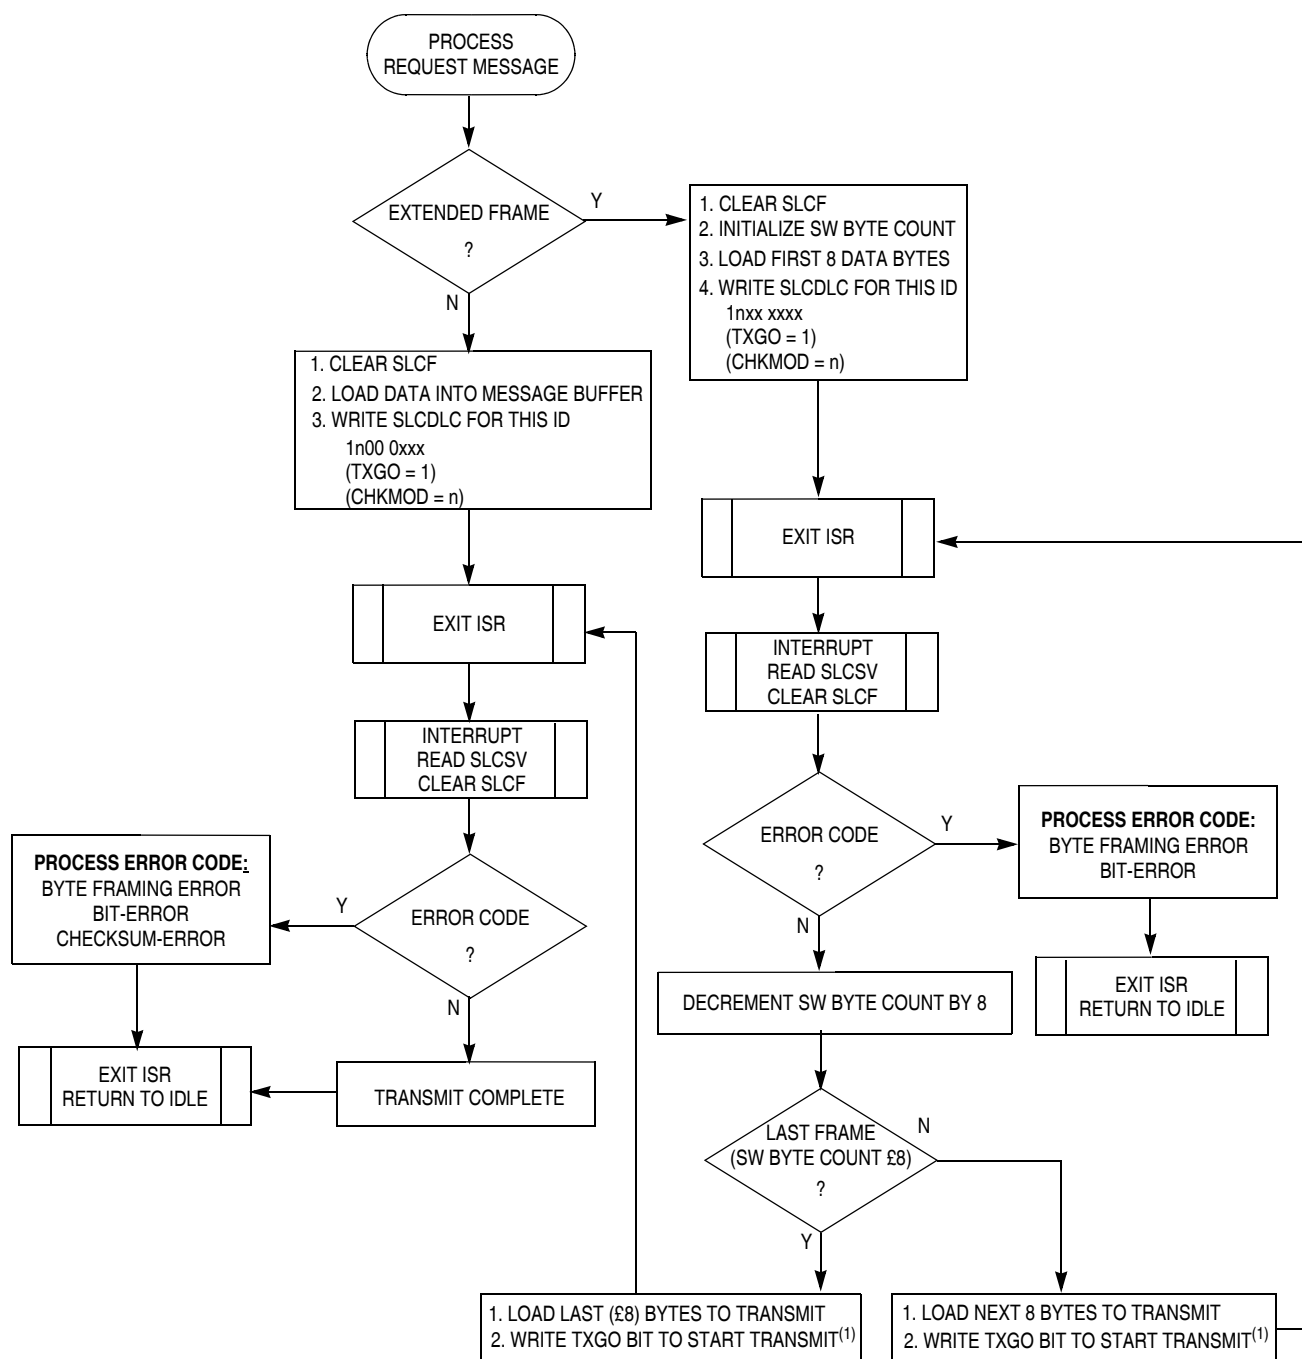 PROCESS
REQUEST MESSAGE
EXTENDED FRAME
?
Y
N
1. CLEAR SLCF
2. INITIALIZE SW BYTE COUNT
3. LOAD FIRST 8 DATA BYTES
4. WRITE SLCDLC FOR THIS ID
1nxx xxxx
(TXGO = 1)
(CHKMOD = n)
1. CLEAR SLCF
2. LOAD DATA INTO MESSAGE BUFFER
3. WRITE SLCDLC FOR THIS ID
1n00 0xxx
(TXGO = 1)
(CHKMOD = n)
EXIT ISR
INTERRUPT
READ SLCSV
CLEAR SLCF
ERROR CODE
?
Y
N
PROCESS ERROR CODE:
BYTE FRAMING ERROR
BIT-ERROR
CHECKSUM-ERROR
EXIT ISR
RETURN TO IDLE
TRANSMIT COMPLETE
EXIT ISR
INTERRUPT
READ SLCSV
CLEAR SLCF
ERROR CODE
?
Y
N
PROCESS ERROR CODE:
BYTE FRAMING ERROR
BIT-ERROR
EXIT ISR
RETURN TO IDLE
DECREMENT SW BYTE COUNT BY 8
LAST FRAME
(SW BYTE COUNT £8)
?
N
Y
1. LOAD LAST (£8) BYTES TO TRANSMIT
2. WRITE TXGO BIT TO START TRANSMIT(1)
1. LOAD NEXT 8 BYTES TO TRANSMIT
2. WRITE TXGO BIT TO START TRANSMIT(1)